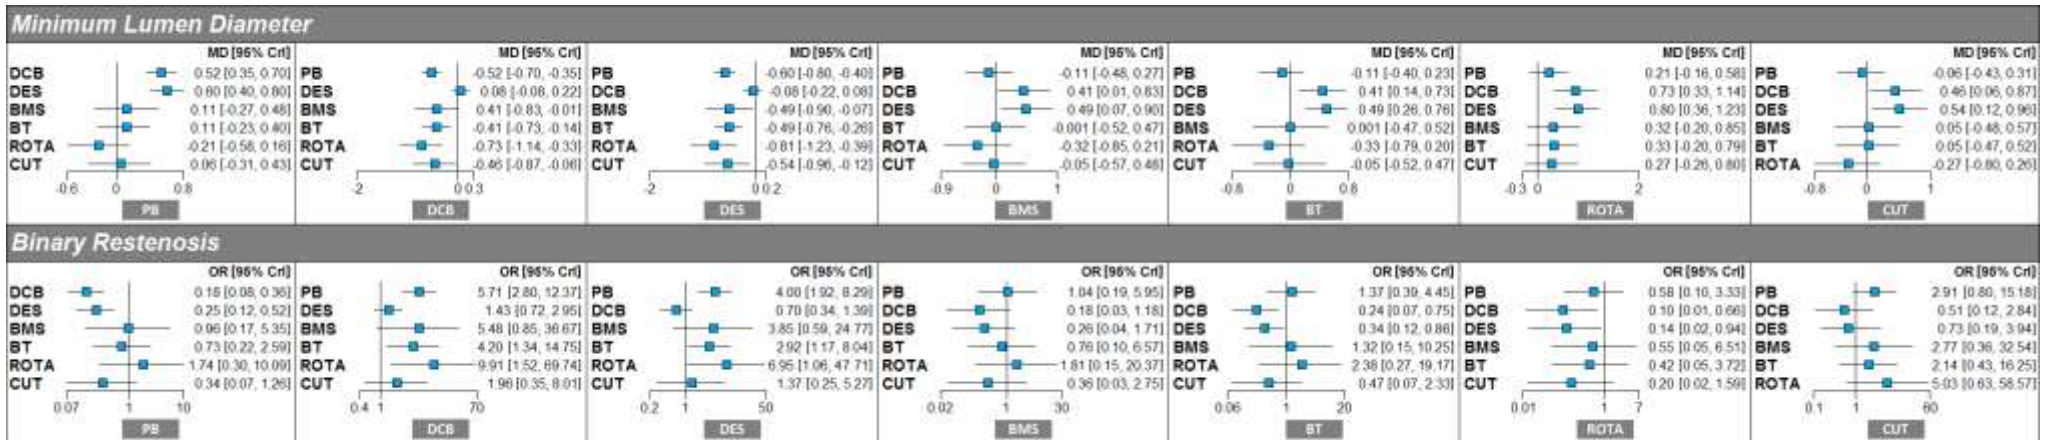 Minimum Lumen Diameter
MD [95% CrI]
DCB 0.52 [0.35, 0.70]
DES 0.60 [0.40, 0.80]
BMS 0.11 [-0.27, 0.48]
BT 0.11 [-0.23, 0.40]
ROTA -0.21 [-0.58, 0.16]
CUT 0.06 [-0.31, 0.43]
-0.6 0 0.8
PB
MD [95% CrI]
PB -0.52 [-0.70, -0.35]
DES 0.08 [-0.08, 0.22]
BMS 0.41 [-0.83, -0.01]
BT -0.41 [-0.73, -0.14]
ROTA -0.73 [-1.14, -0.33]
CUT -0.46 [-0.87, -0.06]
-2 0 0.3
DCB
MD [95% CrI]
PB -0.60 [-0.80, -0.40]
DCB -0.08 [-0.22, 0.08]
BMS -0.49 [-0.90, -0.07]
BT -0.49 [-0.76, -0.26]
ROTA -0.81 [-1.23, -0.39]
CUT -0.54 [-0.96, -0.12]
-2 0 0.2
DES
MD [95% CrI]
PB -0.11 [-0.48, 0.27]
DCB 0.41 [0.01, 0.83]
DES 0.49 [0.07, 0.90]
BT -0.001 [-0.52, 0.47]
ROTA -0.32 [-0.85, 0.21]
CUT -0.05 [-0.57, 0.48]
-0.9 0 1
BMS
MD [95% CrI]
PB -0.11 [-0.40, 0.23]
DCB 0.41 [0.14, 0.73]
DES 0.49 [0.26, 0.76]
BMS 0.001 [-0.47, 0.52]
ROTA -0.33 [-0.79, 0.20]
CUT -0.05 [-0.52, 0.47]
-0.8 0 0.8
BT
MD [95% CrI]
PB 0.21 [-0.16, 0.58]
DCB 0.73 [0.33, 1.14]
DES 0.80 [0.36, 1.23]
BMS 0.32 [-0.20, 0.85]
BT 0.33 [-0.20, 0.79]
CUT 0.27 [-0.26, 0.80]
-0.3 0 2
ROTA
MD [95% CrI]
PB -0.06 [-0.43, 0.31]
DCB 0.46 [0.06, 0.87]
DES 0.54 [0.12, 0.96]
BMS 0.05 [-0.48, 0.57]
BT 0.05 [-0.47, 0.52]
ROTA -0.27 [-0.80, 0.26]
-0.8 0 1
CUT
Binary Restenosis
OR [95% CrI]
DCB 0.18 [0.08, 0.36]
DES 0.25 [0.12, 0.52]
BMS 0.96 [0.17, 5.35]
BT 0.73 [0.22, 2.59]
ROTA 1.74 [0.30, 10.09]
CUT 0.34 [0.07, 1.26]
0.07 1 10
PB
OR [95% CrI]
PB 5.71 [2.80, 12.37]
DES 1.43 [0.72, 2.95]
BMS 5.48 [0.85, 36.67]
BT 4.20 [1.34, 14.75]
ROTA 9.91 [1.52, 69.74]
CUT 1.96 [0.35, 8.01]
0.4 1 70
DCB
OR [95% CrI]
PB 4.00 [1.92, 8.29]
DCB 0.70 [0.34, 1.39]
BMS 3.85 [0.59, 24.77]
BT 2.92 [1.17, 8.04]
ROTA 6.95 [1.06, 47.71]
CUT 1.37 [0.25, 5.27]
0.2 1 50
DES
OR [95% CrI]
PB 1.04 [0.19, 5.95]
DCB 0.18 [0.03, 1.18]
DES 0.26 [0.04, 1.71]
BT 0.76 [0.10, 6.57]
ROTA 1.81 [0.15, 20.37]
CUT 0.36 [0.03, 2.75]
0.02 1 30
BMS
OR [95% CrI]
PB 1.37 [0.39, 4.45]
DCB 0.24 [0.07, 0.75]
DES 0.34 [0.12, 0.86]
BMS 1.32 [0.15, 10.25]
ROTA 2.38 [0.27, 19.17]
CUT 0.47 [0.07, 2.33]
0.06 1 20
BT
OR [95% CrI]
PB 0.58 [0.10, 3.33]
DCB 0.10 [0.01, 0.66]
DES 0.14 [0.02, 0.94]
BMS 0.55 [0.05, 6.51]
BT 0.42 [0.05, 3.72]
CUT 0.20 [0.02, 1.59]
0.01 1 7
ROTA
OR [95% CrI]
PB 2.91 [0.80, 15.18]
DCB 0.51 [0.12, 2.84]
DES 0.73 [0.19, 3.94]
BMS 2.77 [0.36, 32.54]
BT 2.14 [0.43, 16.25]
ROTA 5.03 [0.63, 58.57]
0.1 1 60
CUT